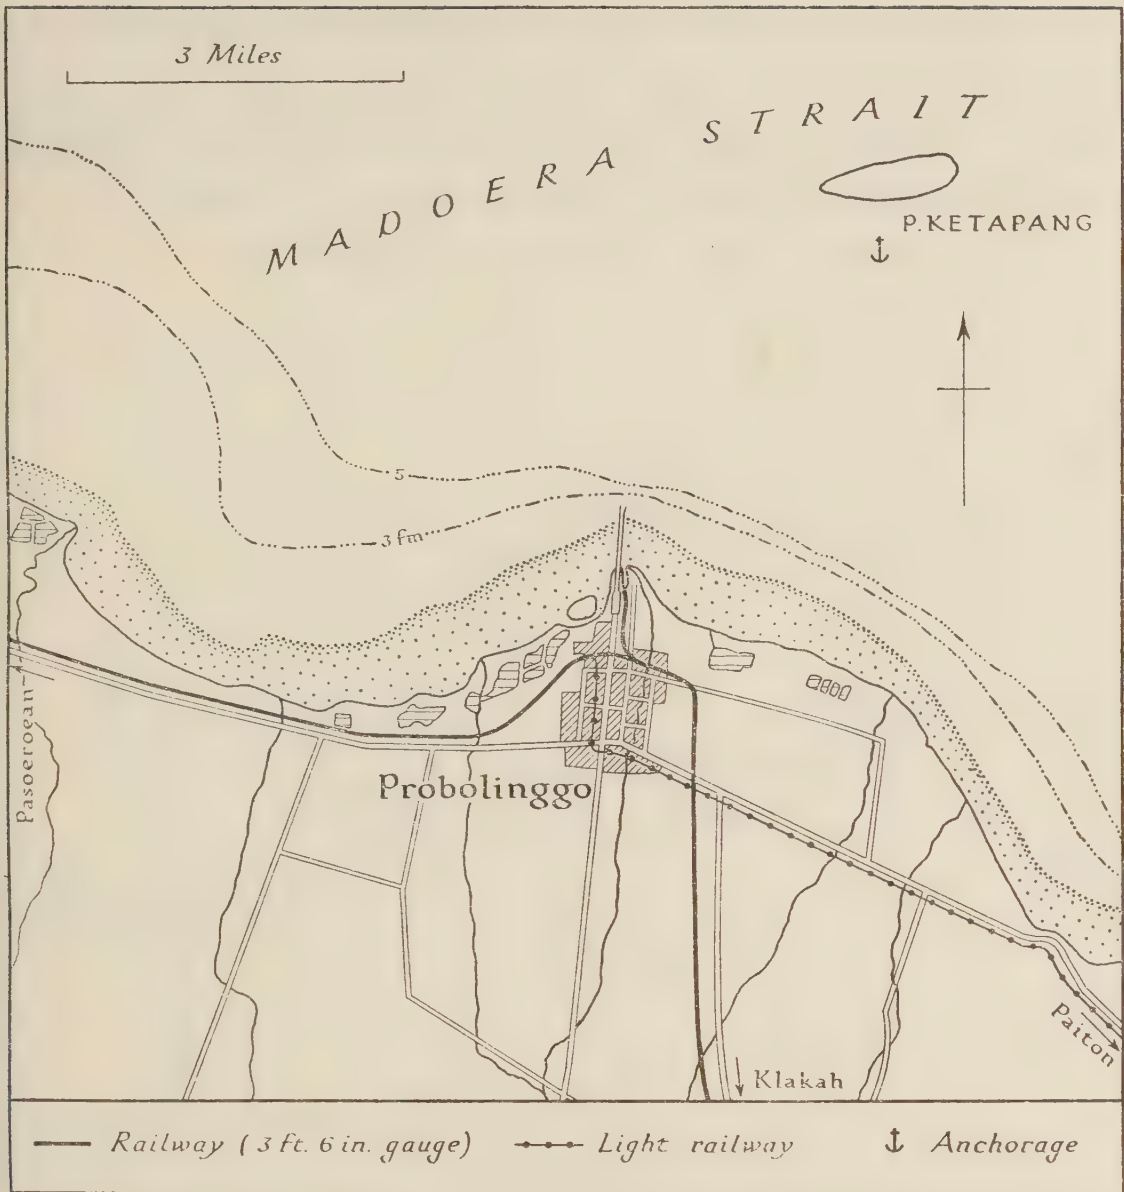 3 Miles
MADOERA STRAIT
P. KETAPANG
5
3 fm
Pasoeroean
Probolinggo
Paiton
Klakah
Railway (3 ft. 6 in. gauge)
Light railway
Anchorage